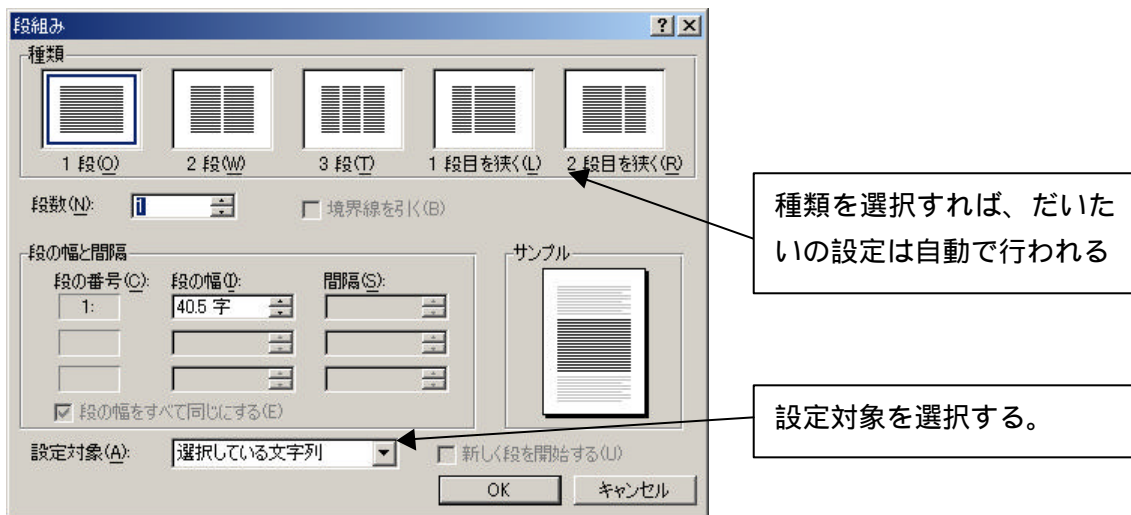 段組み
種類
1 段(O) 2 段(W) 3 段(T) 1 段目を狭く(L) 2 段目を狭く(R)
段数(N): 1 境界線を引く(B)
種類を選択すれば、だいた
いの設定は自動で行われる
段の幅と間隔
段の番号(C): 段の幅(I): 間隔(S):
1: 40.5 字
段の幅をすべて同じにする(E)
サンプル
設定対象(A): 選択している文字列 新しく段を開始する(U)
設定対象を選択する。
OK キャンセル